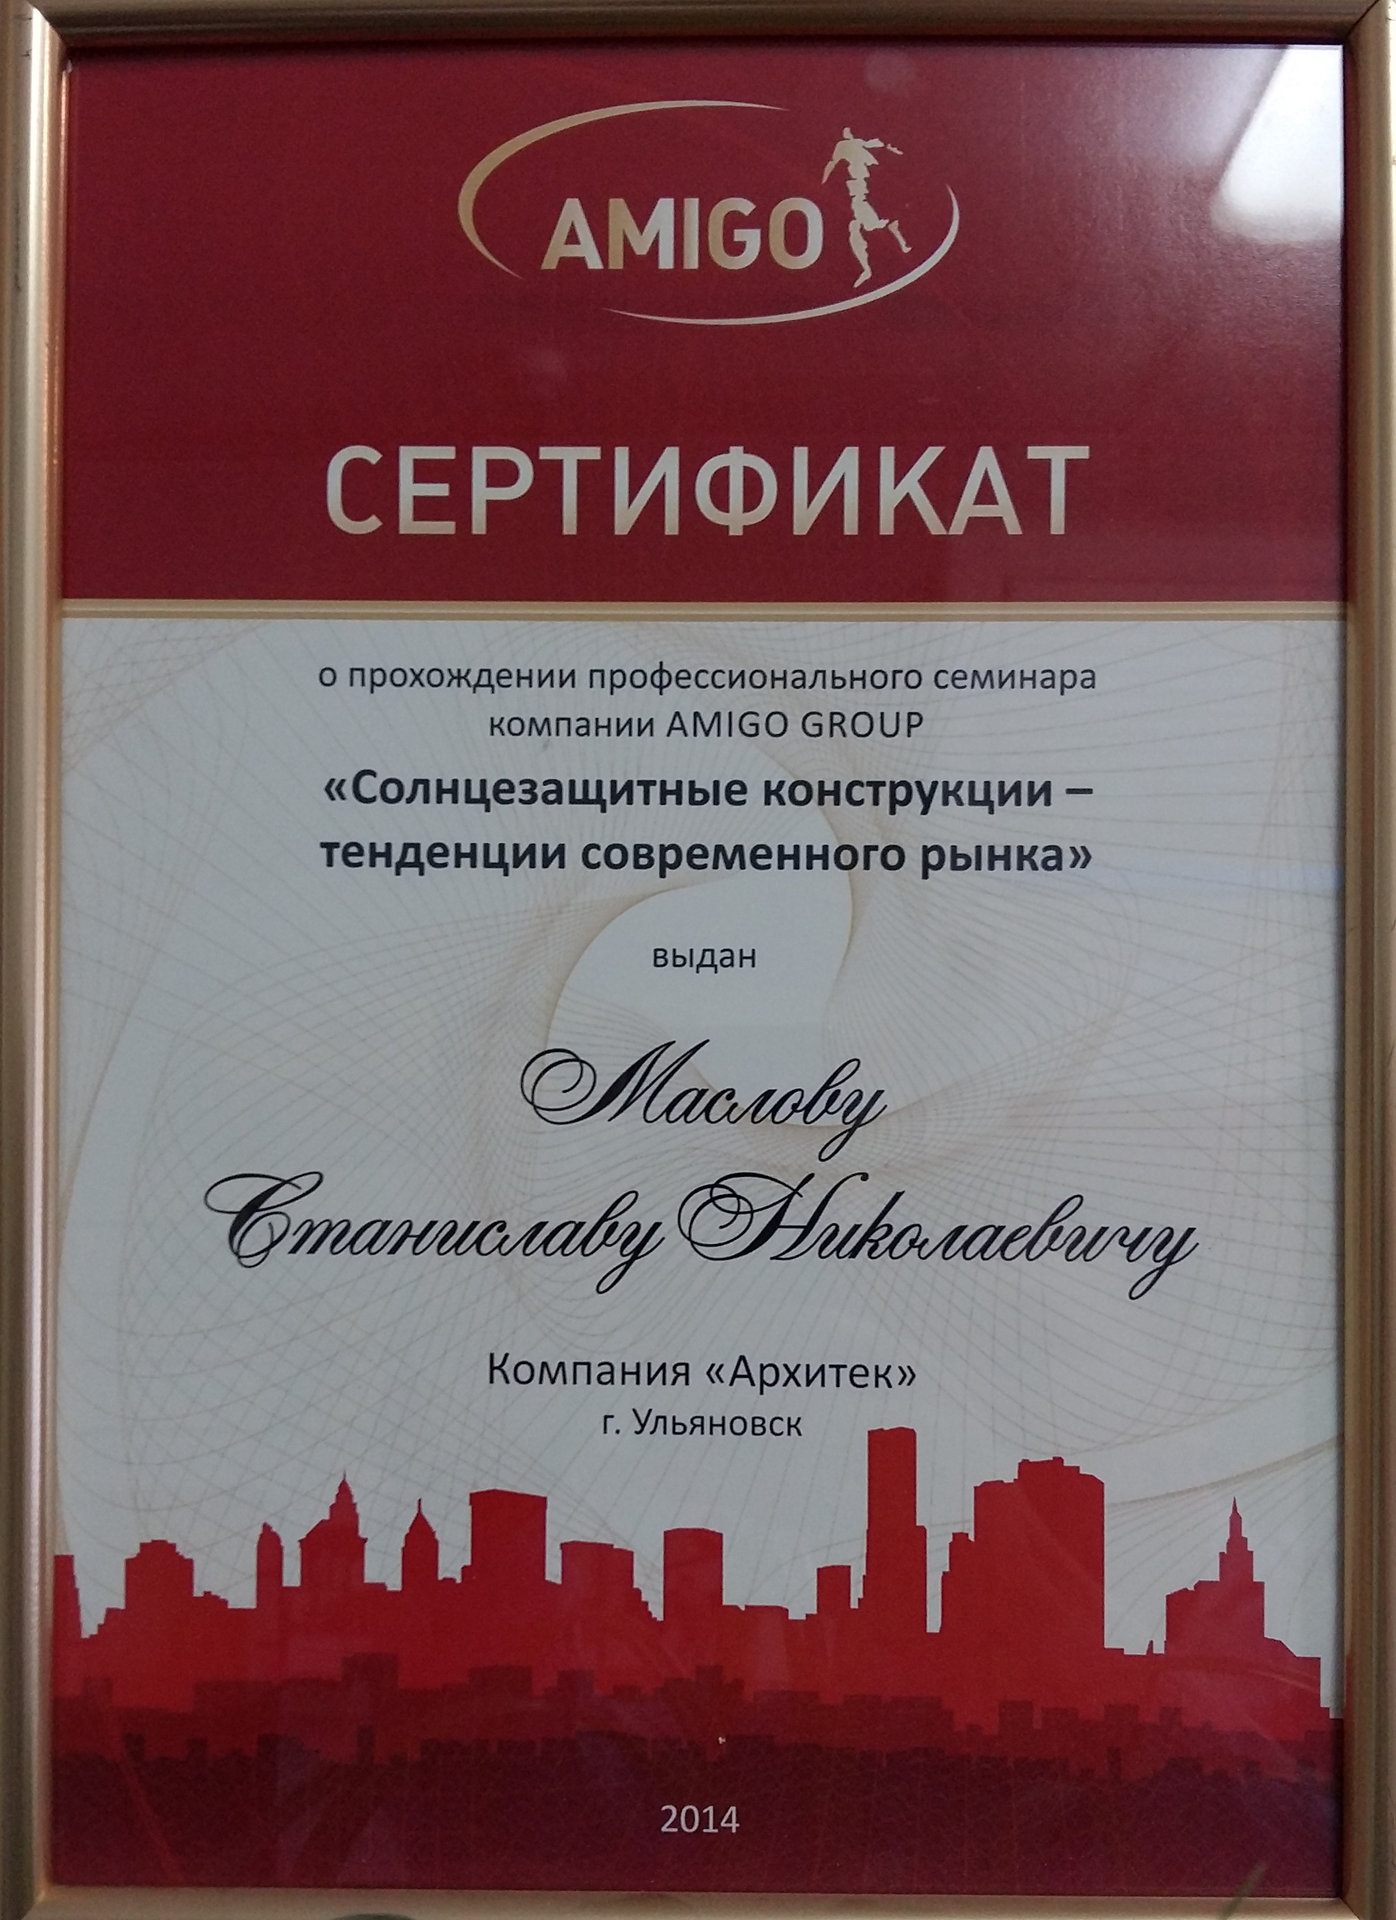 AMIGO
СЕРТИФИКАТ
о прохождении профессионального семинара
компании AMIGO GROUP
«Солнцезащитные конструкции –
тенденции современного рынка»
выдан
Маслову
Станиславу Николаевичу
Компания «Архитек»
г. Ульяновск
2014